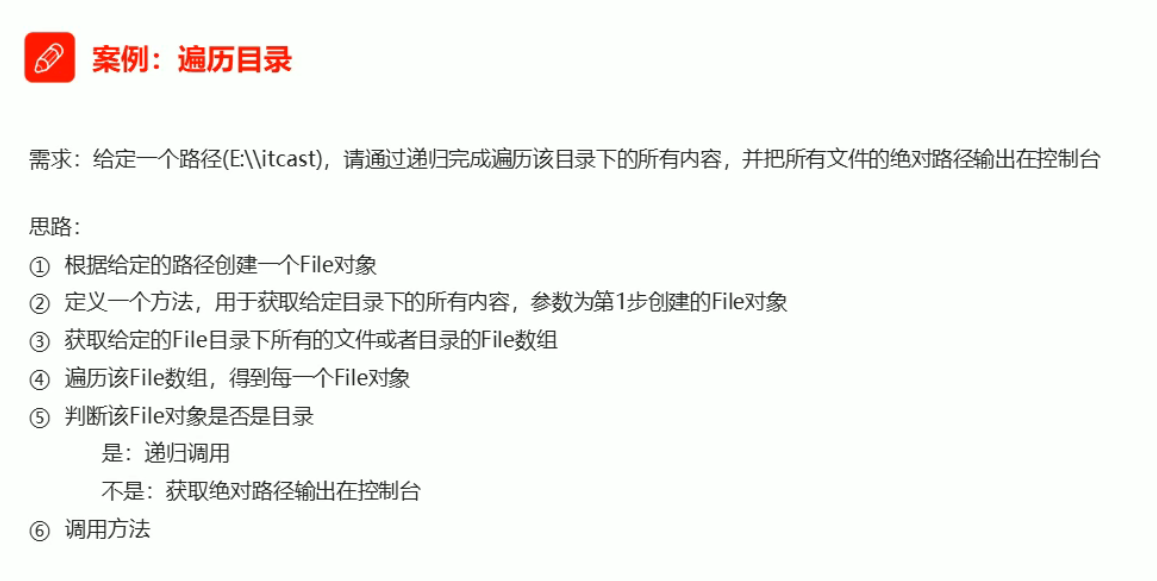 案例：遍历目录
需求：给定一个路径(E:\\itcast)，请通过递归完成遍历该目录下的所有内容，并把所有文件的绝对路径输出在控制台
思路：
① 根据给定的路径创建一个File对象
② 定义一个方法，用于获取给定目录下的所有内容，参数为第1步创建的File对象
③ 获取给定的File目录下所有的文件或者目录的File数组
④ 遍历该File数组，得到每一个File对象
⑤ 判断该File对象是否是目录
是：递归调用
不是：获取绝对路径输出在控制台
⑥ 调用方法